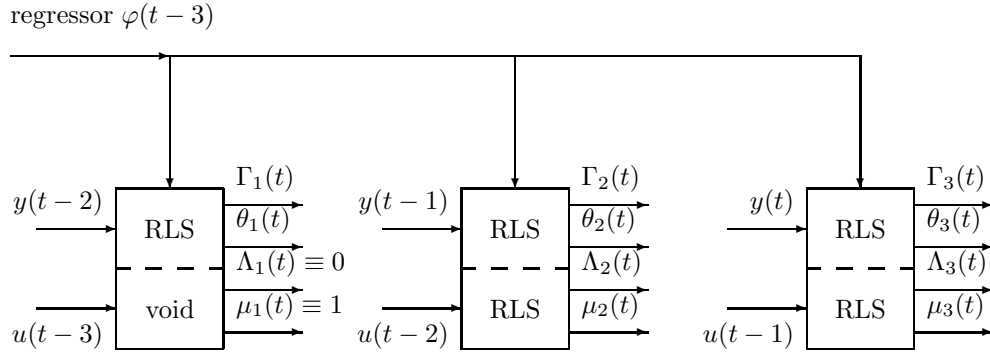 regressor φ(t − 3)
Γ₁(t)
y(t − 2)
RLS
θ₁(t)
Λ₁(t) ≡ 0
void
μ₁(t) ≡ 1
u(t − 3)
Γ₂(t)
y(t − 1)
RLS
θ₂(t)
Λ₂(t)
RLS
μ₂(t)
u(t − 2)
Γ₃(t)
y(t)
RLS
θ₃(t)
Λ₃(t)
RLS
μ₃(t)
u(t − 1)